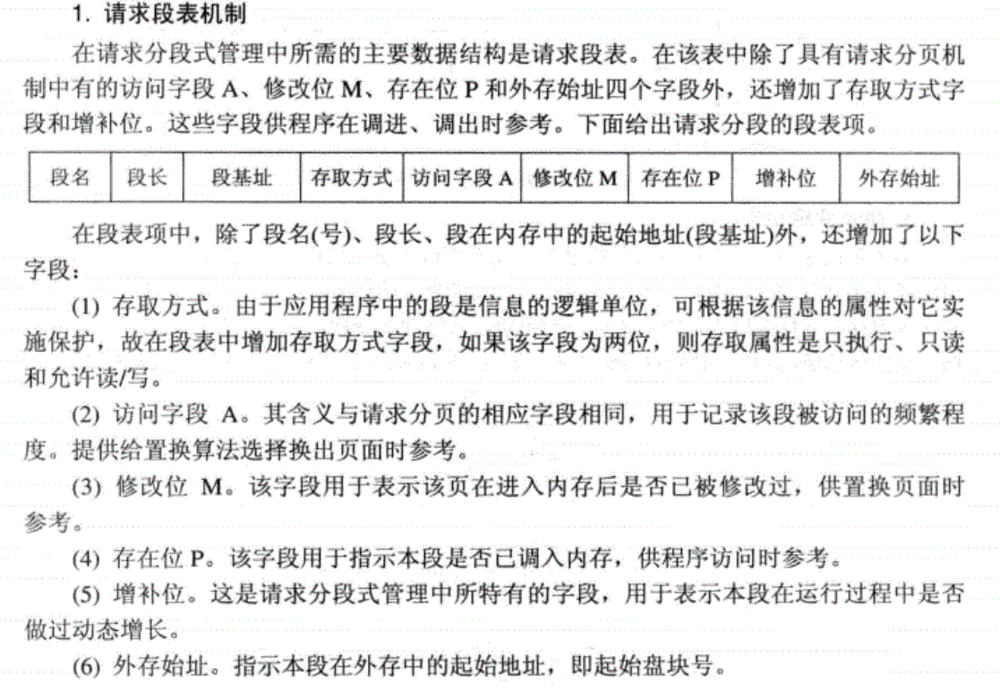 1. 请求段表机制
在请求分段式管理中所需的主要数据结构是请求段表。在该表中除了具有请求分页机
制中有的访问字段 A、修改位 M、存在位 P 和外存始址四个字段外，还增加了存取方式字
段和增补位。这些字段供程序在调进、调出时参考。下面给出请求分段的段表项。
段名 段长 段基址 存取方式 访问字段 A 修改位 M 存在位 P 增补位 外存始址
在段表项中，除了段名(号)、段长、段在内存中的起始地址(段基址)外，还增加了以下
字段：
(1) 存取方式。由于应用程序中的段是信息的逻辑单位，可根据该信息的属性对它实
施保护，故在段表中增加存取方式字段，如果该字段为两位，则存取属性是只执行、只读
和允许读/写。
(2) 访问字段 A。其含义与请求分页的相应字段相同，用于记录该段被访问的频繁程
度。提供给置换算法选择换出页面时参考。
(3) 修改位 M。该字段用于表示该页在进入内存后是否已被修改过，供置换页面时
参考。
(4) 存在位 P。该字段用于指示本段是否已调入内存，供程序访问时参考。
(5) 增补位。这是请求分段式管理中所特有的字段，用于表示本段在运行过程中是否
做过动态增长。
(6) 外存始址。指示本段在外存中的起始地址，即起始盘块号。